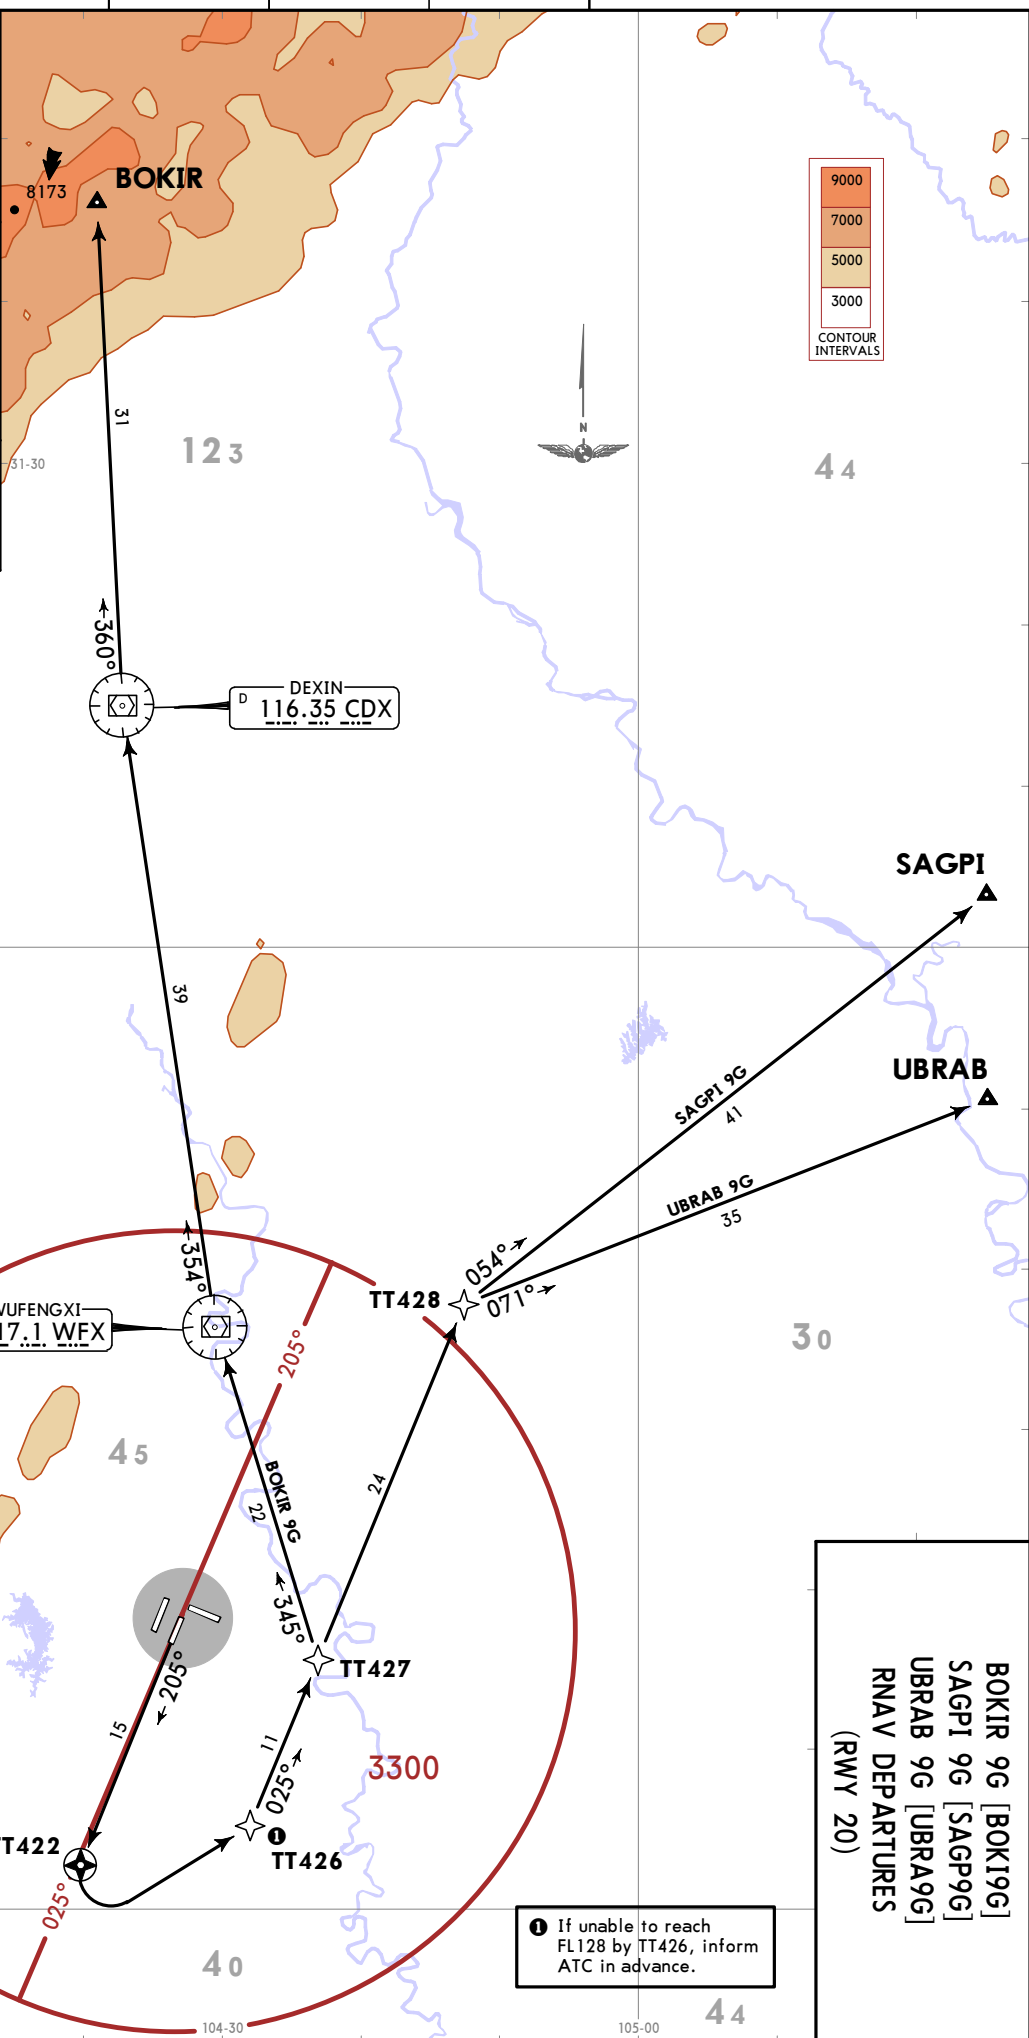 BOKIR
8173
9000
7000
5000
3000
CONTOUR
INTERVALS
31
123
N
44
31-30
360°
DEXIN
D 116.35 CDX
SAGPI
39
UBRAB
SAGPI 9G
41
UBRAB 9G
35
354°
054°
071°
TT428
WUFENGXI
17.1 WFX
205°
30
45
BOKIR 9G
22
24
345°
TT427
205°
15
11
025°
3300
TT422
TT426
025°
40
❶ If unable to reach
FL128 by TT426, inform
ATC in advance.
44
104-30
105-00
BOKIR 9G [BOKI9G]
SAGPI 9G [SAGP9G]
UBRAB 9G [UBRA9G]
RNAV DEPARTURES
(RWY 20)